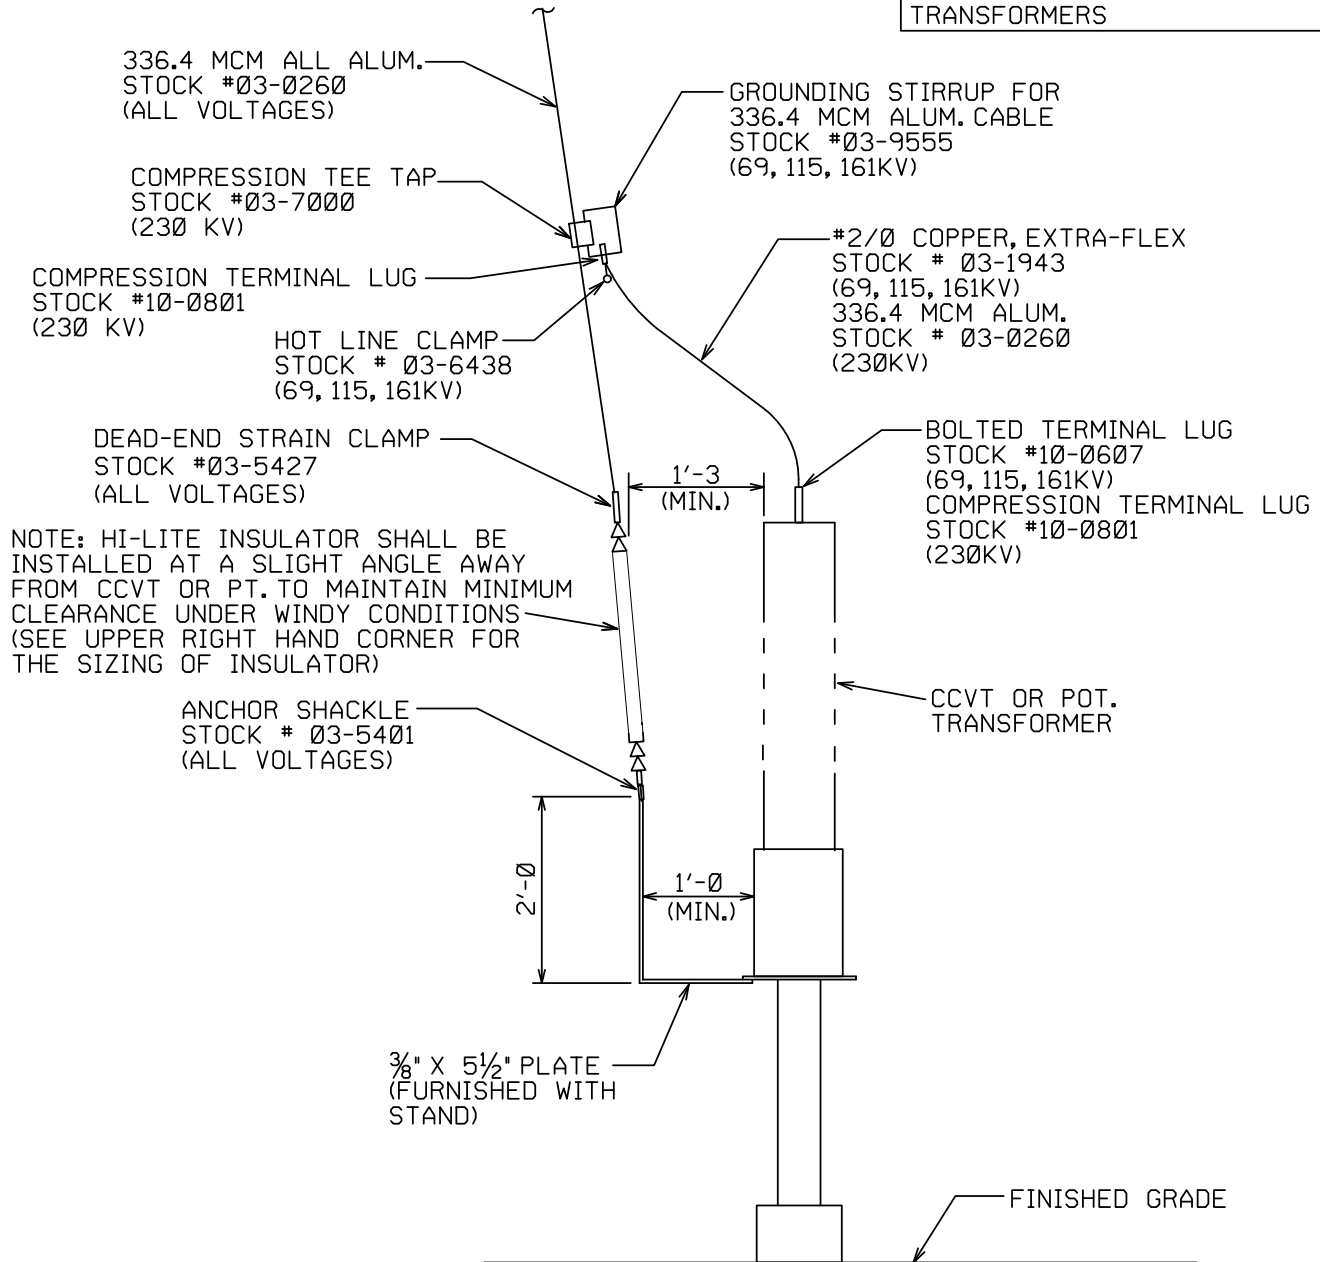 TRANSFORMERS
336.4 MCM ALL ALUM.
STOCK #03-0260
(ALL VOLTAGES)
GROUNDING STIRRUP FOR
336.4 MCM ALUM. CABLE
STOCK #03-9555
(69, 115, 161KV)
COMPRESSION TEE TAP
STOCK #03-7000
(230 KV)
#2/0 COPPER, EXTRA-FLEX
STOCK # 03-1943
(69, 115, 161KV)
336.4 MCM ALUM.
STOCK # 03-0260
(230KV)
COMPRESSION TERMINAL LUG
STOCK #10-0801
(230 KV)
HOT LINE CLAMP
STOCK # 03-6438
(69, 115, 161KV)
DEAD-END STRAIN CLAMP
STOCK #03-5427
(ALL VOLTAGES)
1'-3
(MIN.)
BOLTED TERMINAL LUG
STOCK #10-0607
(69, 115, 161KV)
COMPRESSION TERMINAL LUG
STOCK #10-0801
(230KV)
NOTE: HI-LITE INSULATOR SHALL BE
INSTALLED AT A SLIGHT ANGLE AWAY
FROM CCVT OR PT. TO MAINTAIN MINIMUM
CLEARANCE UNDER WINDY CONDITIONS
(SEE UPPER RIGHT HAND CORNER FOR
THE SIZING OF INSULATOR)
CCVT OR POT.
TRANSFORMER
ANCHOR SHACKLE
STOCK # 03-5401
(ALL VOLTAGES)
2'-0
1'-0
(MIN.)
⅜" X 5½" PLATE
(FURNISHED WITH
STAND)
FINISHED GRADE